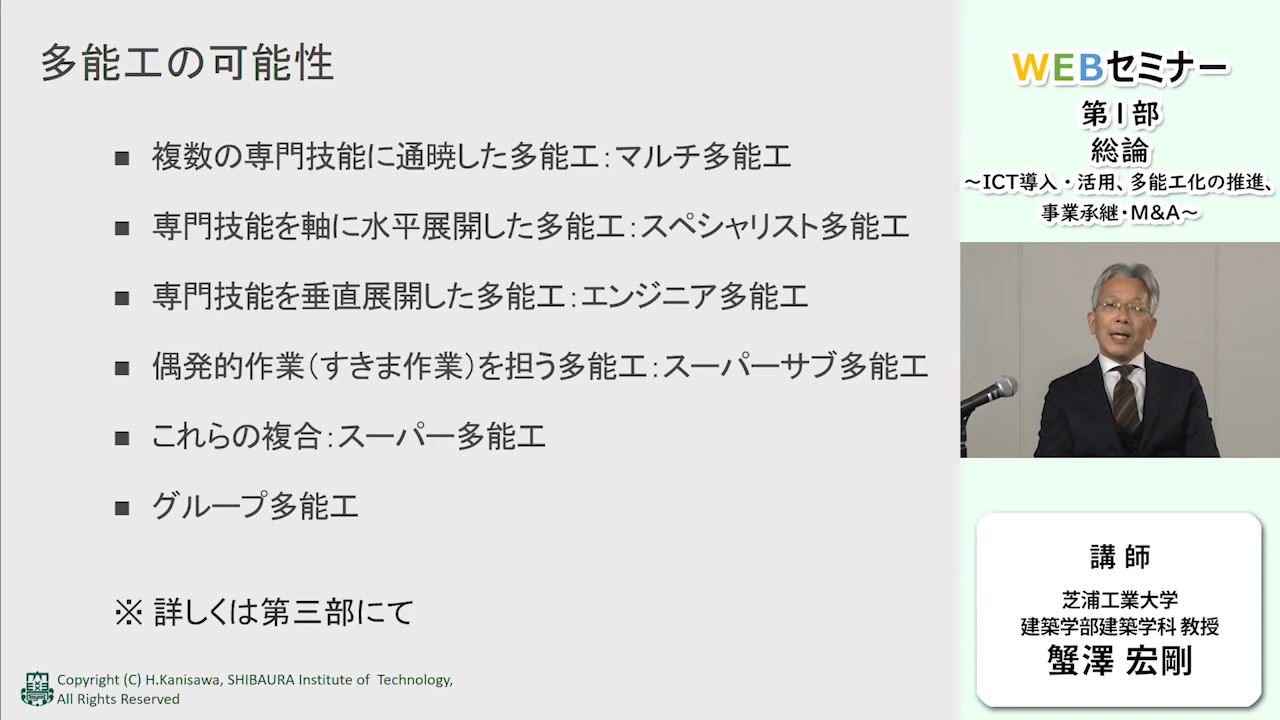 多能工の可能性
■ 複数の専門技能に通暁した多能工：マルチ多能工
■ 専門技能を軸に水平展開した多能工：スペシャリスト多能工
■ 専門技能を垂直展開した多能工：エンジニア多能工
■ 偶発的作業（すきま作業）を担う多能工：スーパーサブ多能工
■ これらの複合：スーパー多能工
■ グループ多能工
※ 詳しくは第三部にて
Copyright (C) H.Kanisawa, SHIBAURA Institute of Technology,
All Rights Reserved
WEBセミナー
第1部
総論
～ICT導入・活用、多能工化の推進、
事業承継・M&A～
講 師
芝浦工業大学
建築学部建築学科 教授
蟹澤 宏剛